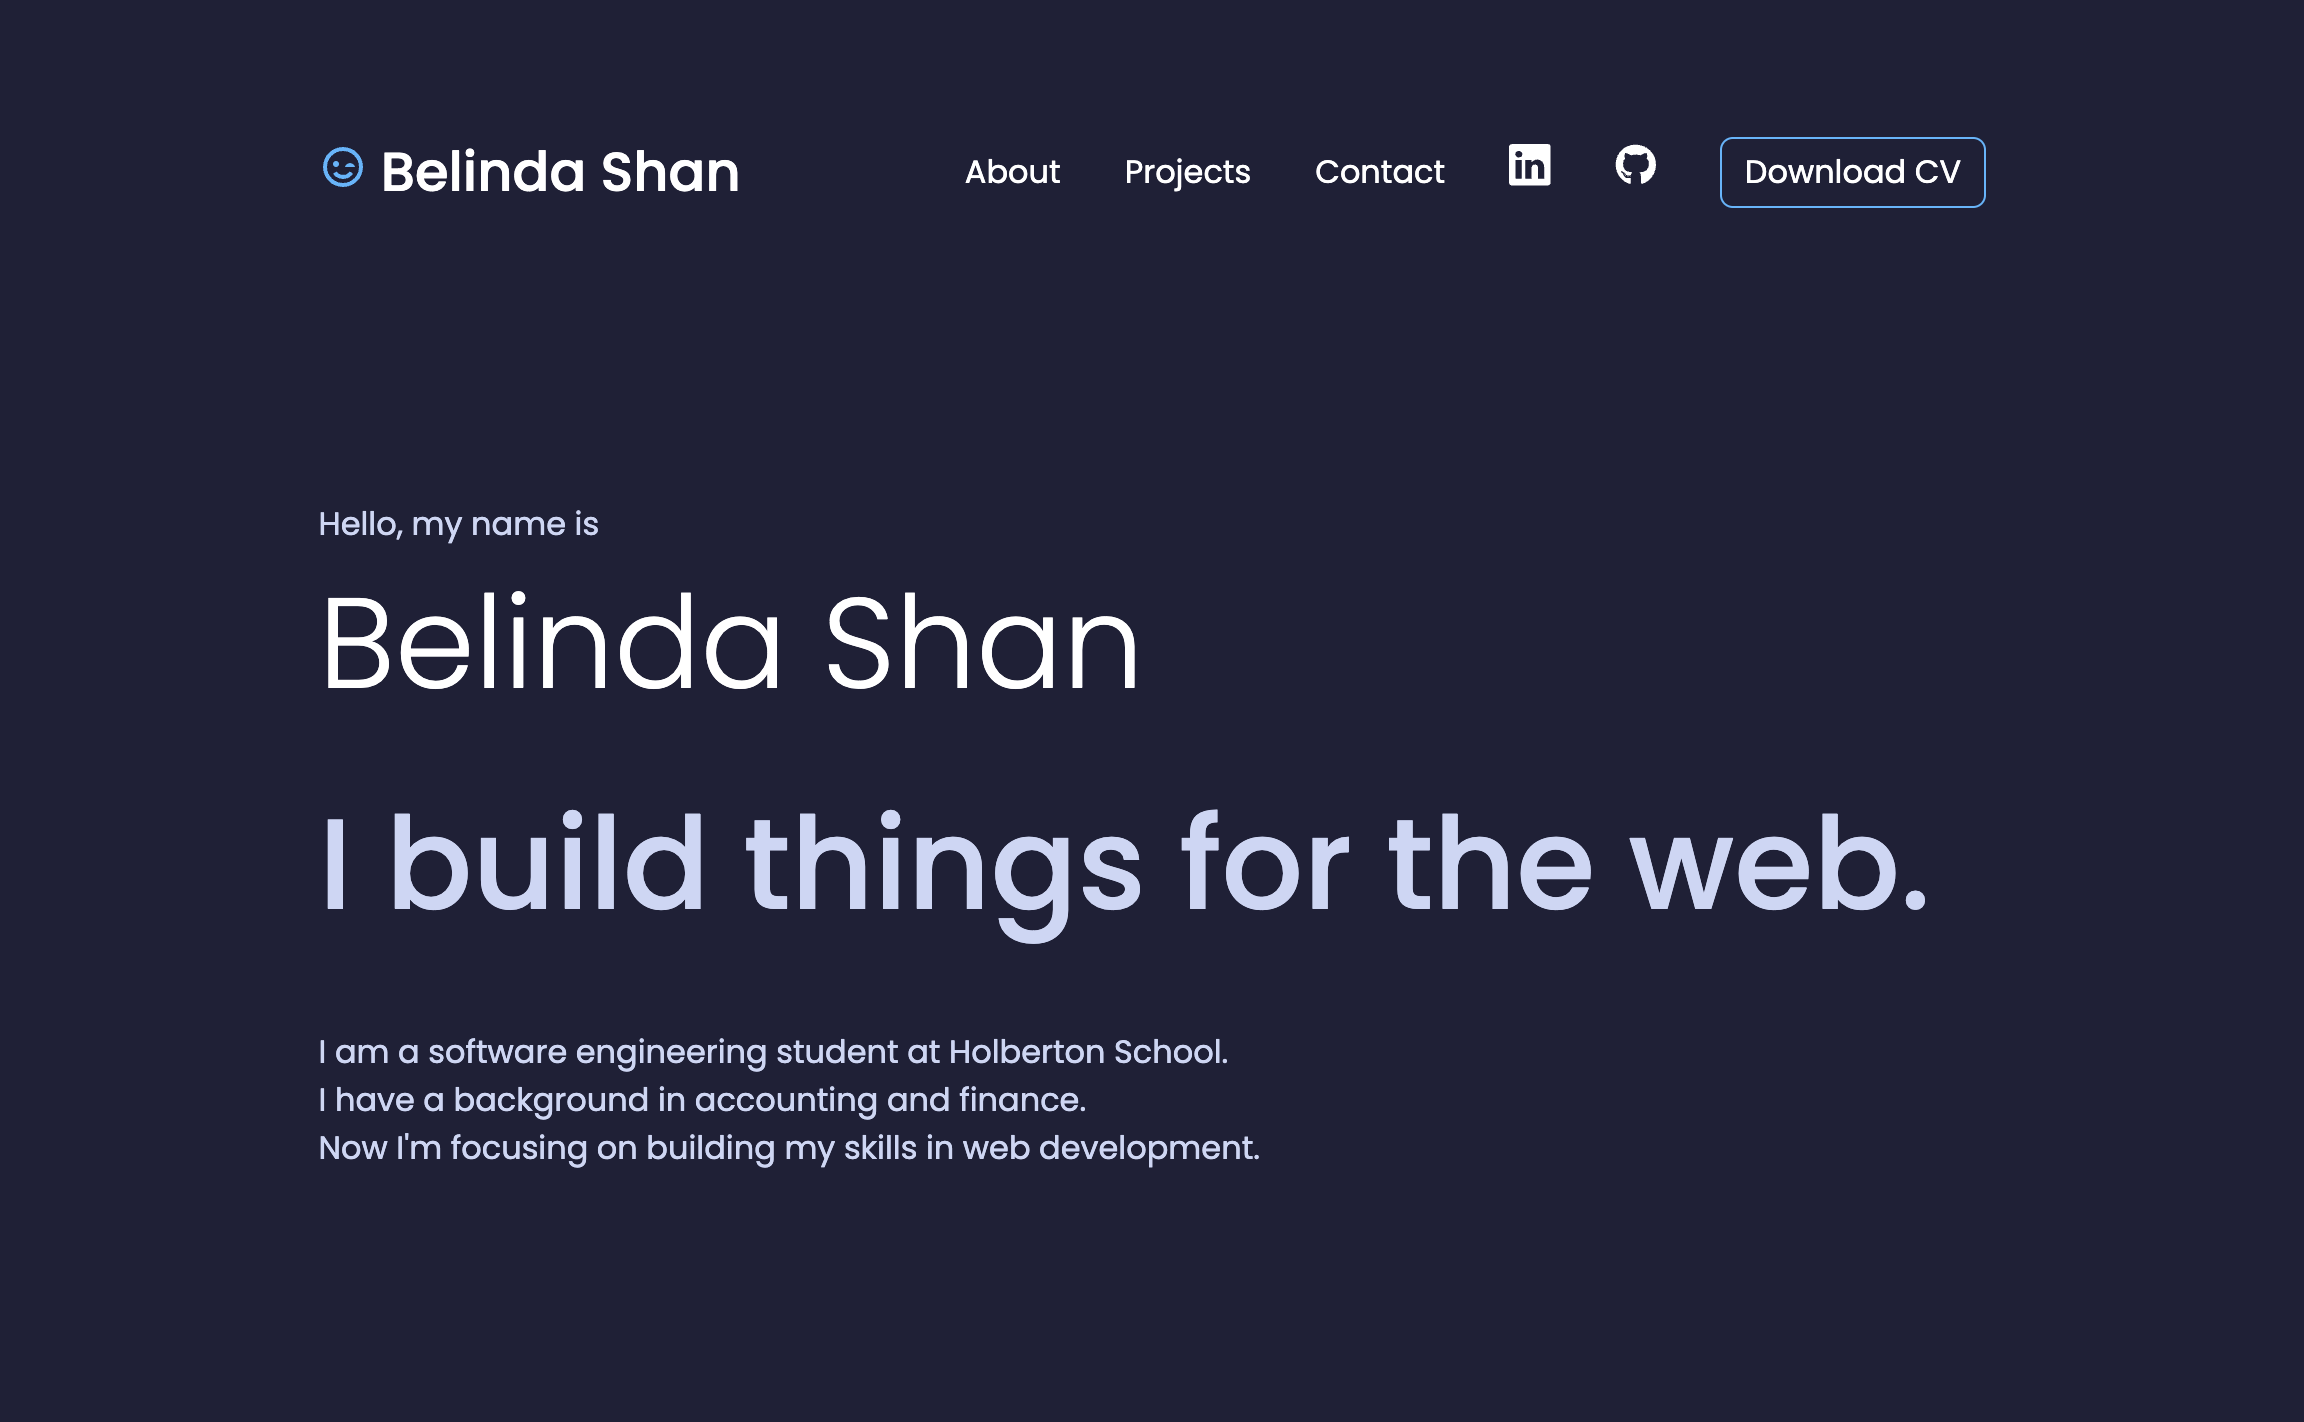 Belinda Shan
About
Projects
Contact
Download CV
Hello, my name is
Belinda Shan
I build things for the web.
I am a software engineering student at Holberton School.
I have a background in accounting and finance.
Now I'm focusing on building my skills in web development.